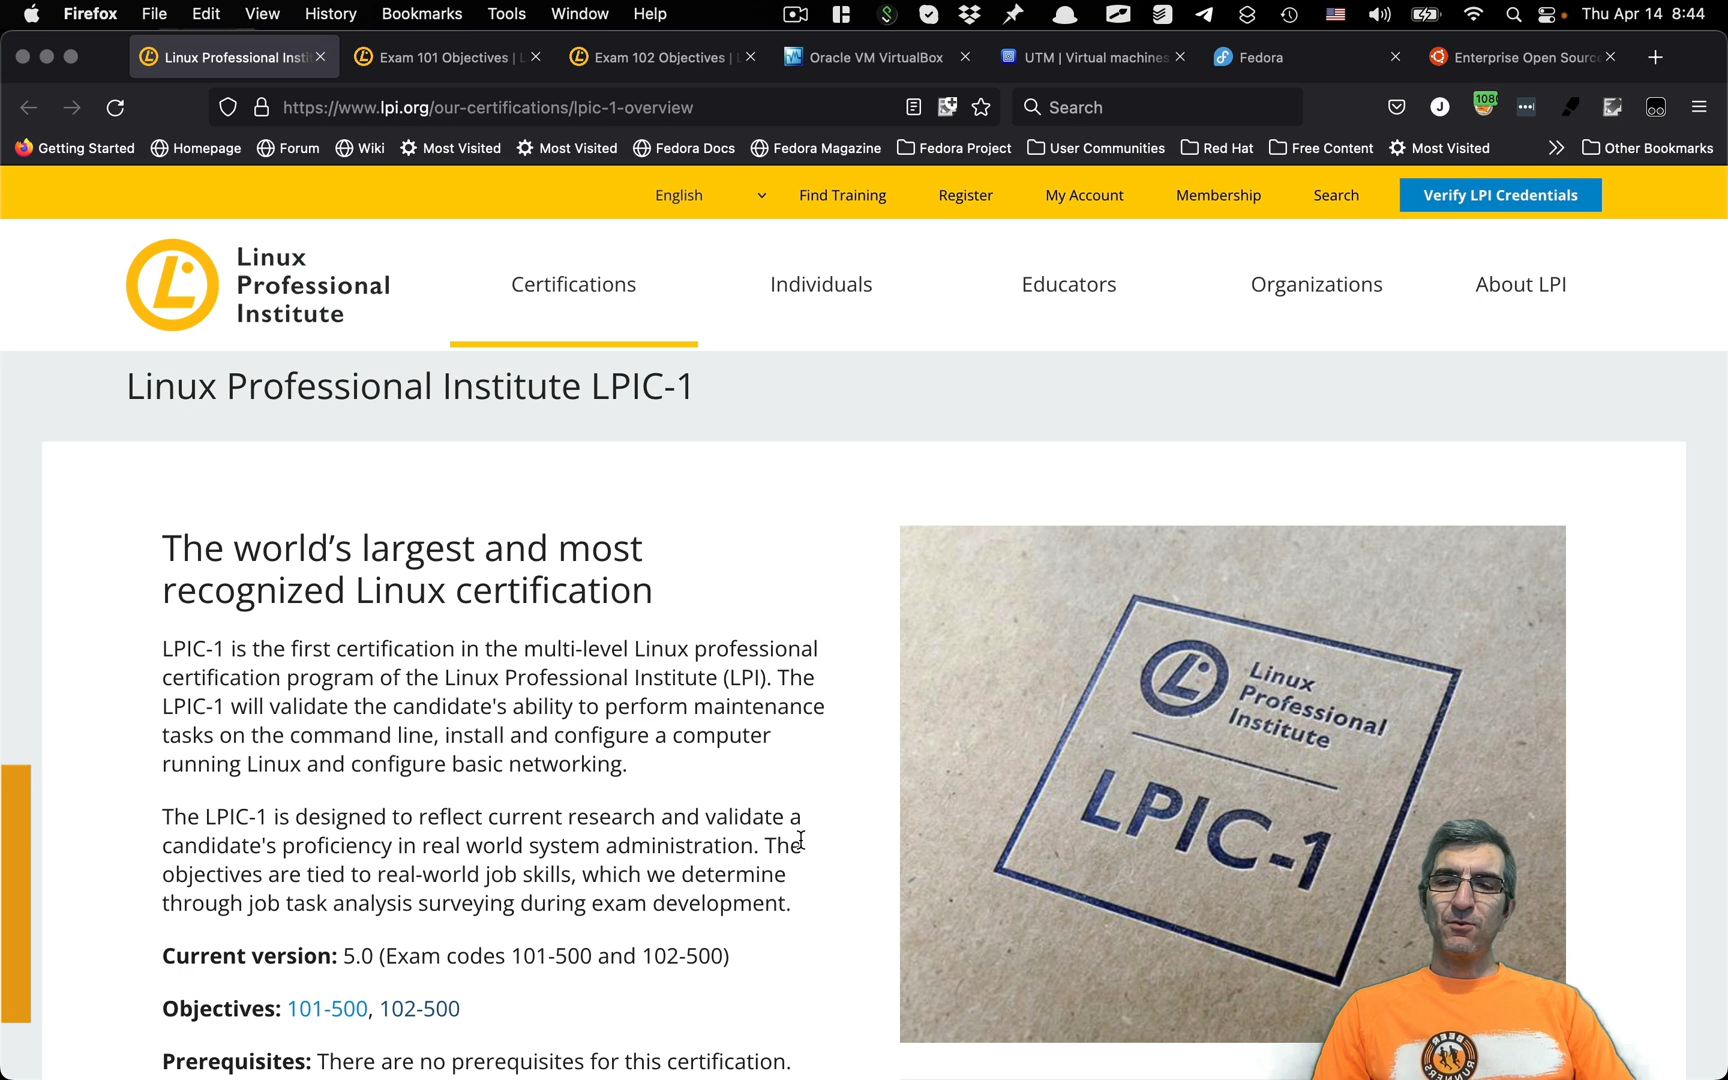 Firefox File Edit View History Bookmarks Tools Window Help Thu Apr 14 8:44
Linux Professional Insti Exam 101 Objectives | L Exam 102 Objectives | L Oracle VM VirtualBox UTM | Virtual machines Fedora Enterprise Open Source
https://www.lpi.org/our-certifications/lpic-1-overview Search J 108
Getting Started Homepage Forum Wiki Most Visited Most Visited Fedora Docs Fedora Magazine Fedora Project User Communities Red Hat Free Content Most Visited Other Bookmarks
English Find Training Register My Account Membership Search Verify LPI Credentials
Linux
Professional
Institute
Certifications Individuals Educators Organizations About LPI
Linux Professional Institute LPIC-1
The world’s largest and most
recognized Linux certification
LPIC-1 is the first certification in the multi-level Linux professional
certification program of the Linux Professional Institute (LPI). The
LPIC-1 will validate the candidate's ability to perform maintenance
tasks on the command line, install and configure a computer
running Linux and configure basic networking.
The LPIC-1 is designed to reflect current research and validate a
candidate's proficiency in real world system administration. The
objectives are tied to real-world job skills, which we determine
through job task analysis surveying during exam development.
Current version: 5.0 (Exam codes 101-500 and 102-500)
Objectives: 101-500, 102-500
Prerequisites: There are no prerequisites for this certification.
Linux
Professional
Institute
LPIC-1
BEER
RUNNERS